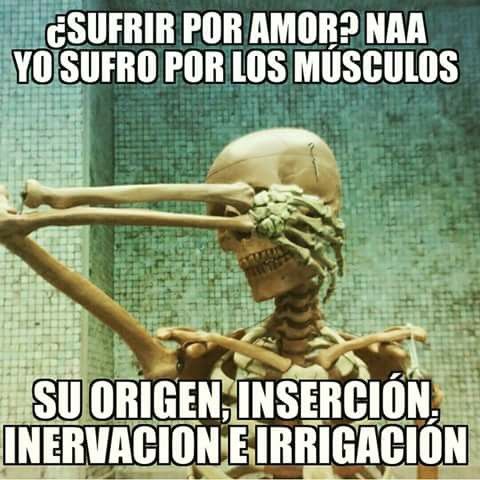 ¿SUFRIR POR AMOR? NAA
YO SUFRO POR LOS MÚSCULOS
SU ORIGEN, INSERCIÓN,
INERVACION E IRRIGACIÓN